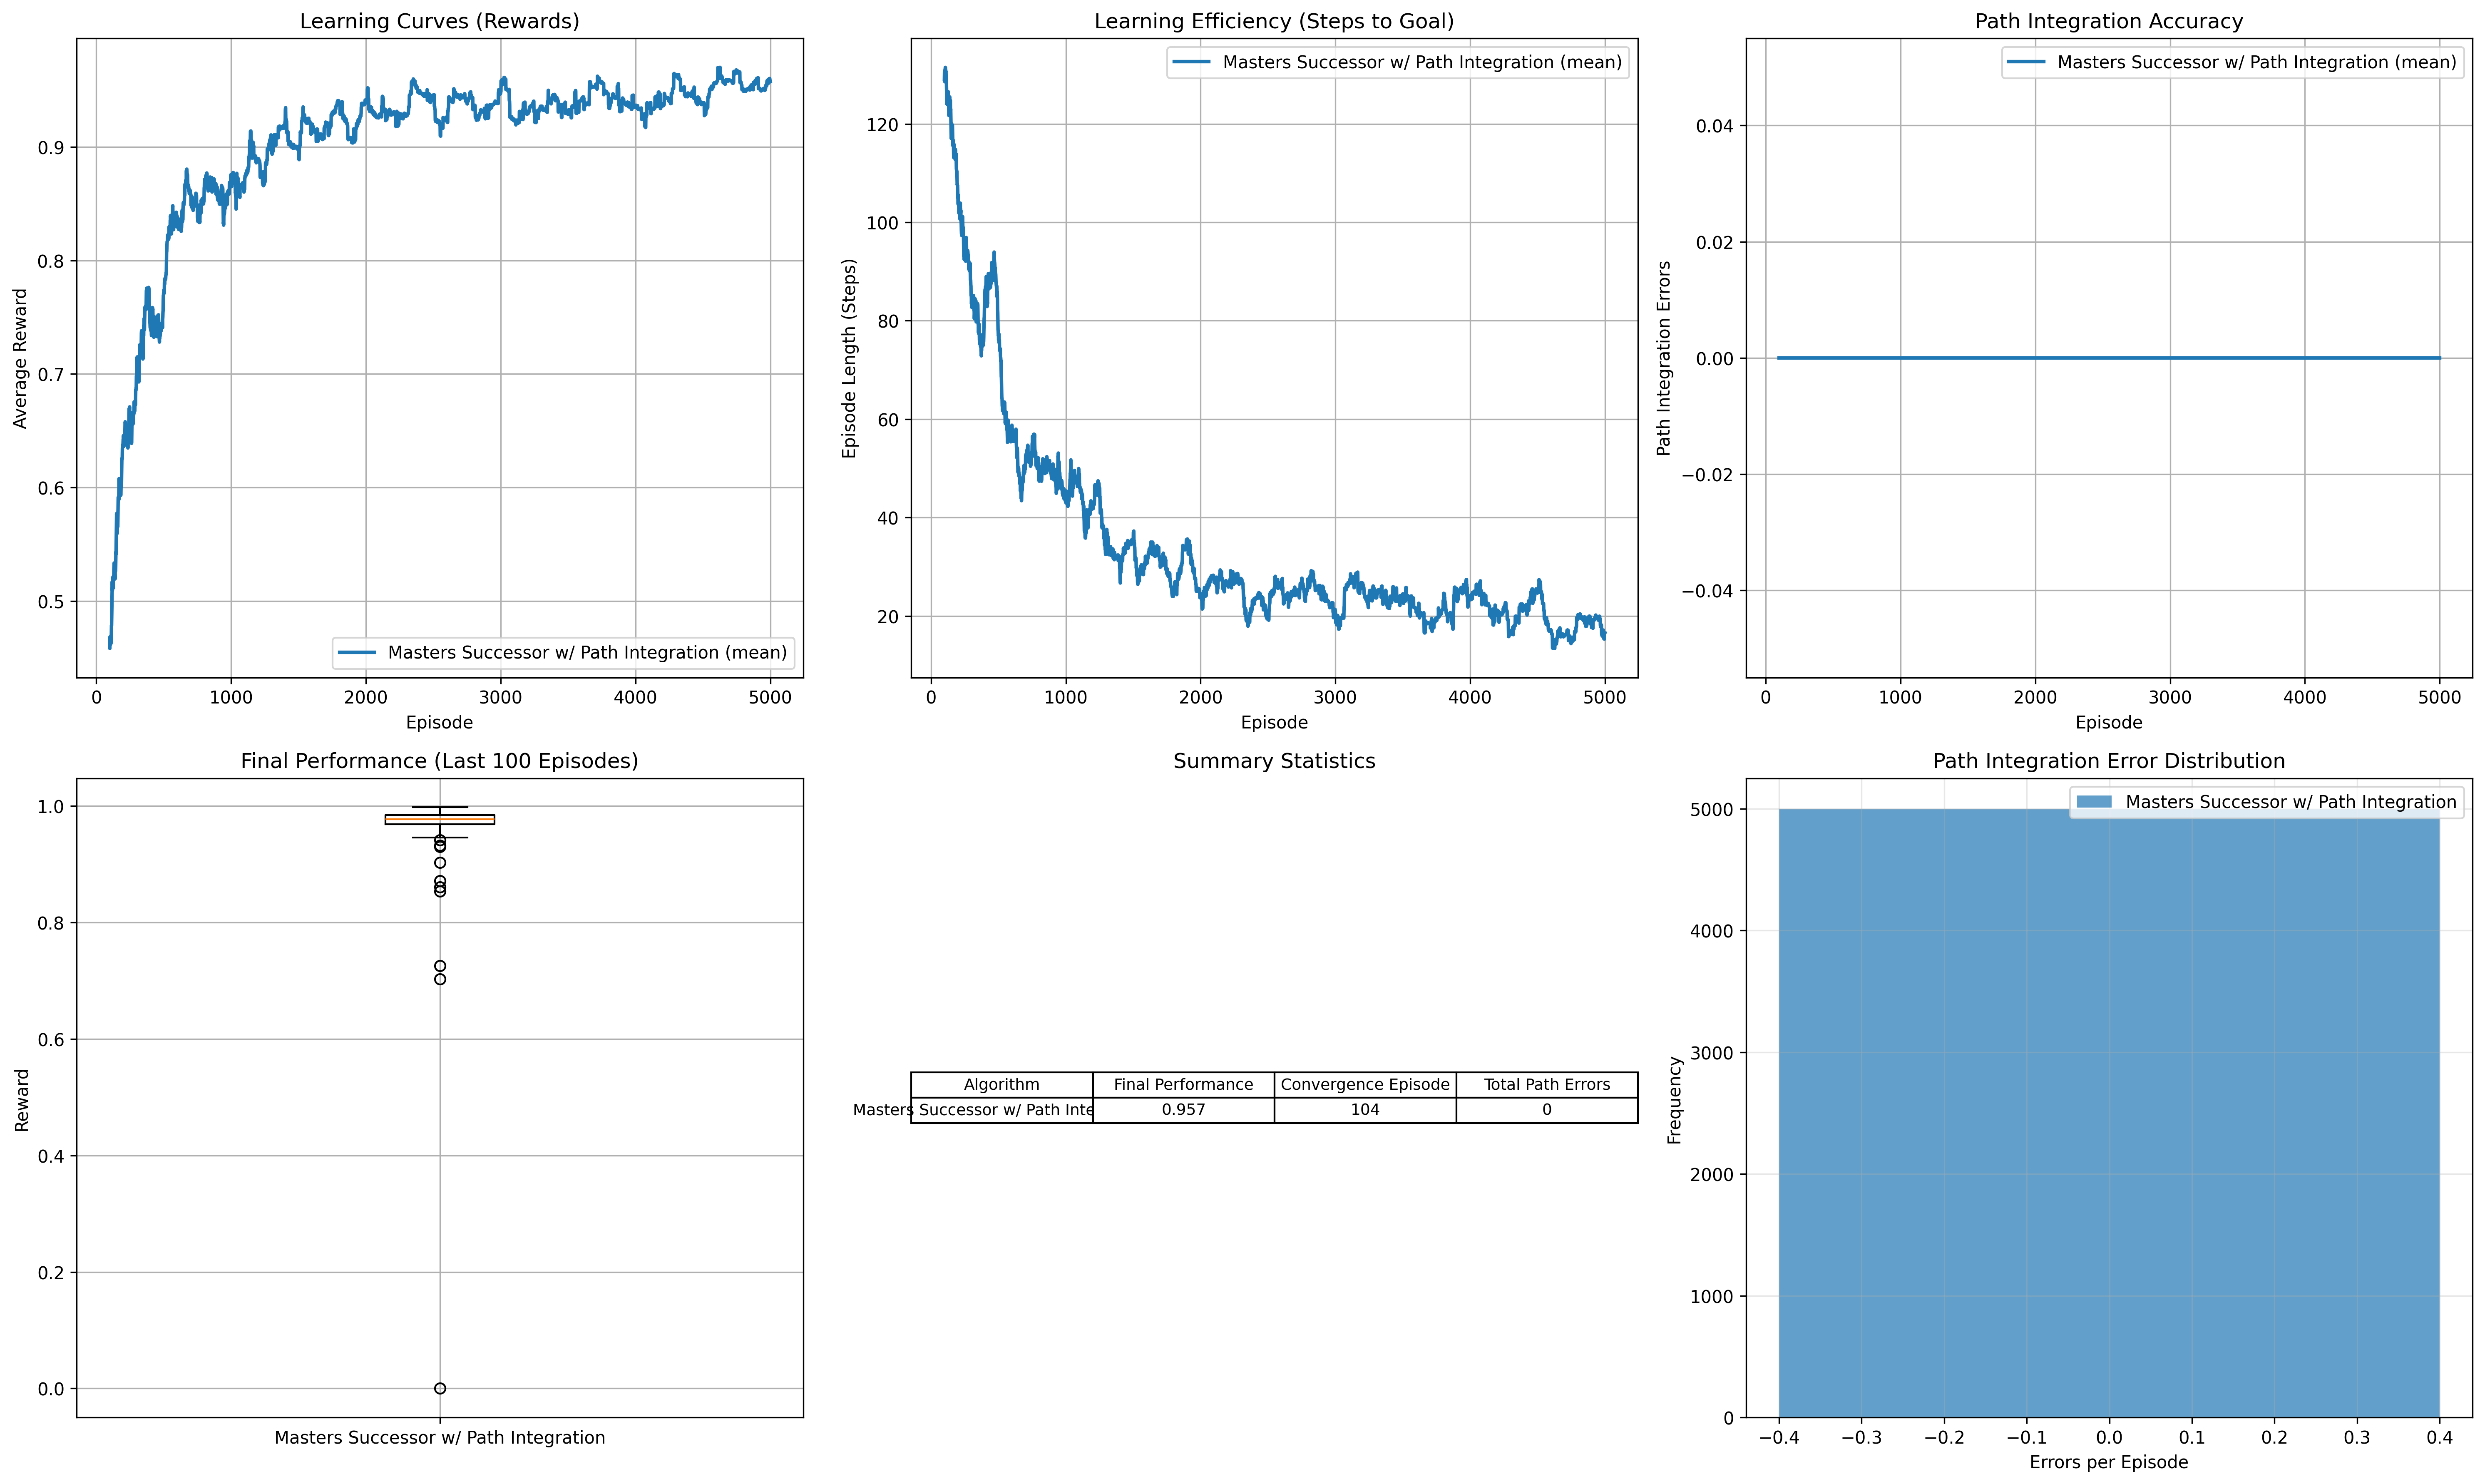 Learning Curves (Rewards)
Average Reward
0.9
0.8
0.7
0.6
0.5
Masters Successor w/ Path Integration (mean)
0
1000
2000
3000
4000
5000
Episode
Learning Efficiency (Steps to Goal)
Masters Successor w/ Path Integration (mean)
Episode Length (Steps)
120
100
80
60
40
20
0
1000
2000
3000
4000
5000
Episode
Path Integration Accuracy
Masters Successor w/ Path Integration (mean)
Path Integration Errors
0.04
0.02
0.00
−0.02
−0.04
0
1000
2000
3000
4000
5000
Episode
Final Performance (Last 100 Episodes)
Reward
1.0
0.8
0.6
0.4
0.2
0.0
Masters Successor w/ Path Integration
Summary Statistics
Algorithm
Final Performance
Convergence Episode
Total Path Errors
Masters Successor w/ Path Inte
0.957
104
0
Path Integration Error Distribution
Masters Successor w/ Path Integration
Frequency
5000
4000
3000
2000
1000
0
−0.4
−0.3
−0.2
−0.1
0.0
0.1
0.2
0.3
0.4
Errors per Episode